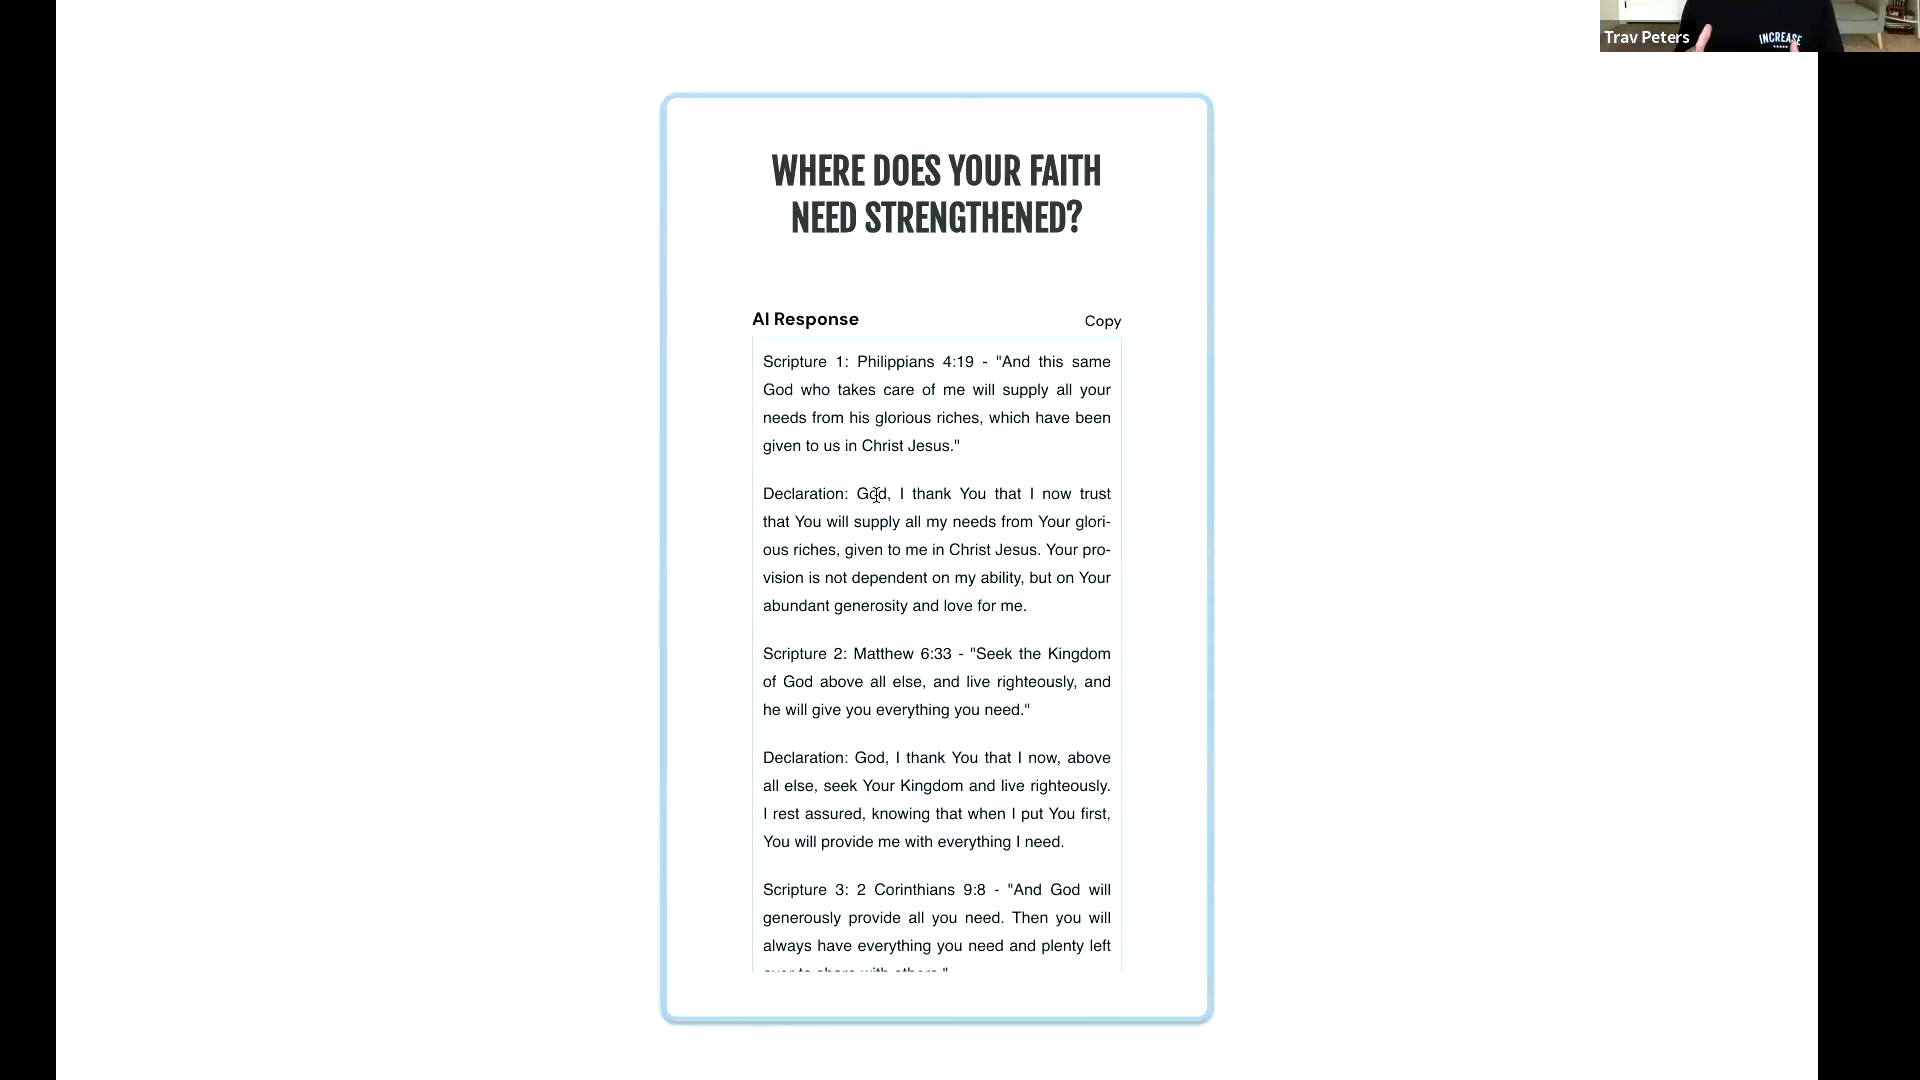 Trav Peters
INCREASE
WHERE DOES YOUR FAITH
NEED STRENGTHENED?
AI Response
Copy
Scripture 1: Philippians 4:19 - "And this same
God who takes care of me will supply all your
needs from his glorious riches, which have been
given to us in Christ Jesus."
Declaration: God, I thank You that I now trust
that You will supply all my needs from Your glori-
ous riches, given to me in Christ Jesus. Your pro-
vision is not dependent on my ability, but on Your
abundant generosity and love for me.
Scripture 2: Matthew 6:33 - "Seek the Kingdom
of God above all else, and live righteously, and
he will give you everything you need."
Declaration: God, I thank You that I now, above
all else, seek Your Kingdom and live righteously.
I rest assured, knowing that when I put You first,
You will provide me with everything I need.
Scripture 3: 2 Corinthians 9:8 - "And God will
generously provide all you need. Then you will
always have everything you need and plenty left
over to share with others."